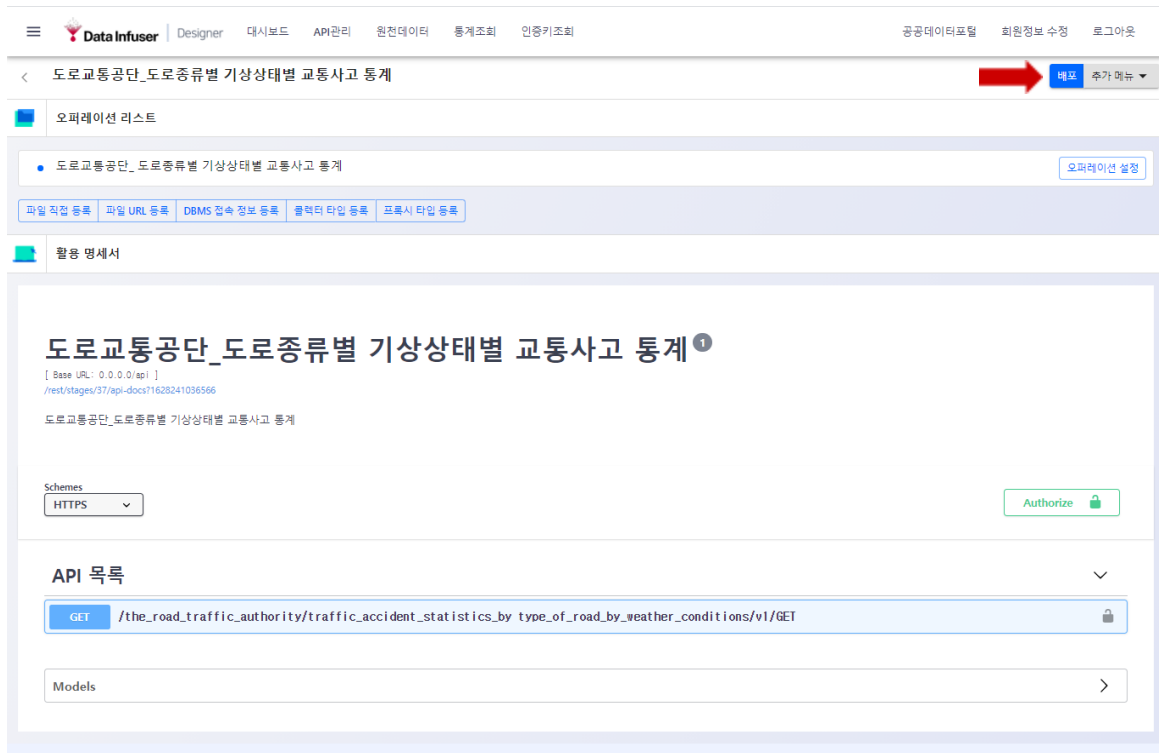 Data Infuser Designer 대시보드 API관리 원전데이터 통계조회 인증키조회 공공데이터포털 회원정보 수정 로그아웃
도로교통공단_도로종류별 기상상태별 교통사고 통계 배포 추가 메뉴
오퍼레이션 리스트
도로교통공단_ 도로종류별 기상상태별 교통사고 통계 오퍼레이션 설정
파일 직접 등록 파일 URL 등록 DBMS 접속 정보 등록 콜렉터 타입 등록 프록시 타입 등록
활용 명세서
도로교통공단_도로종류별 기상상태별 교통사고 통계 1
[ Base URL: 0.0.0.0/api ]
/rest/stages/37/api-docs?1628241036566
도로교통공단_도로종류별 기상상태별 교통사고 통계
Schemes
HTTPS Authorize
API 목록
GET /the_road_traffic_authority/traffic_accident_statistics_by type_of_road_by_weather_conditions/v1/GET
Models